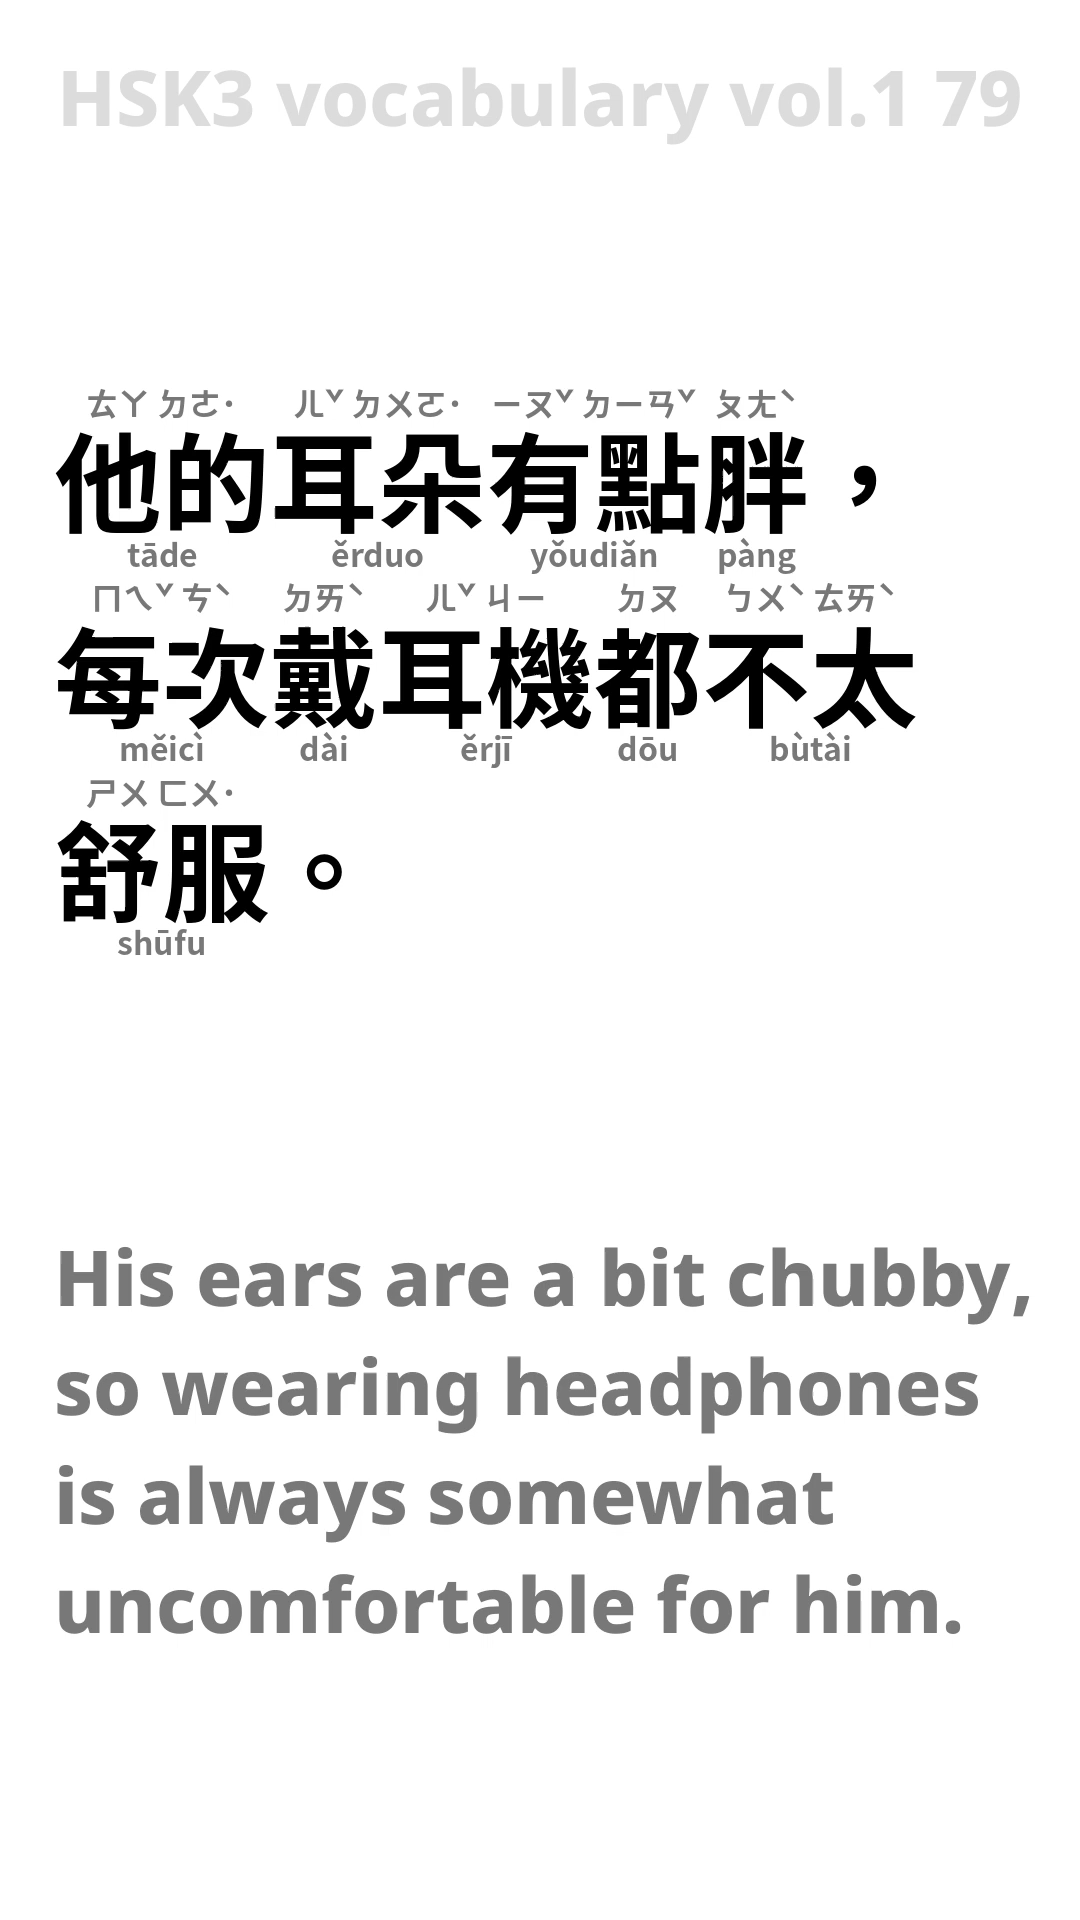 HSK3 vocabulary vol.1 79
ㄊㄚ ㄉㄜ˙ ㄦˇ ㄉㄨㄛ˙ ㄧㄡˇ ㄉㄧㄢˇ ㄆㄤˋ
他的耳朵有點胖，
tāde ěrduo yǒudiǎn pàng
ㄇㄟˇ ㄘˋ ㄉㄞˋ ㄦˇ ㄐㄧ ㄉㄡ ㄅㄨˋ ㄊㄞˋ
每次戴耳機都不太
měicì dài ěrjī dōu bùtài
ㄕㄨ ㄈㄨ˙
舒服。
shūfu
His ears are a bit chubby,
so wearing headphones
is always somewhat
uncomfortable for him.